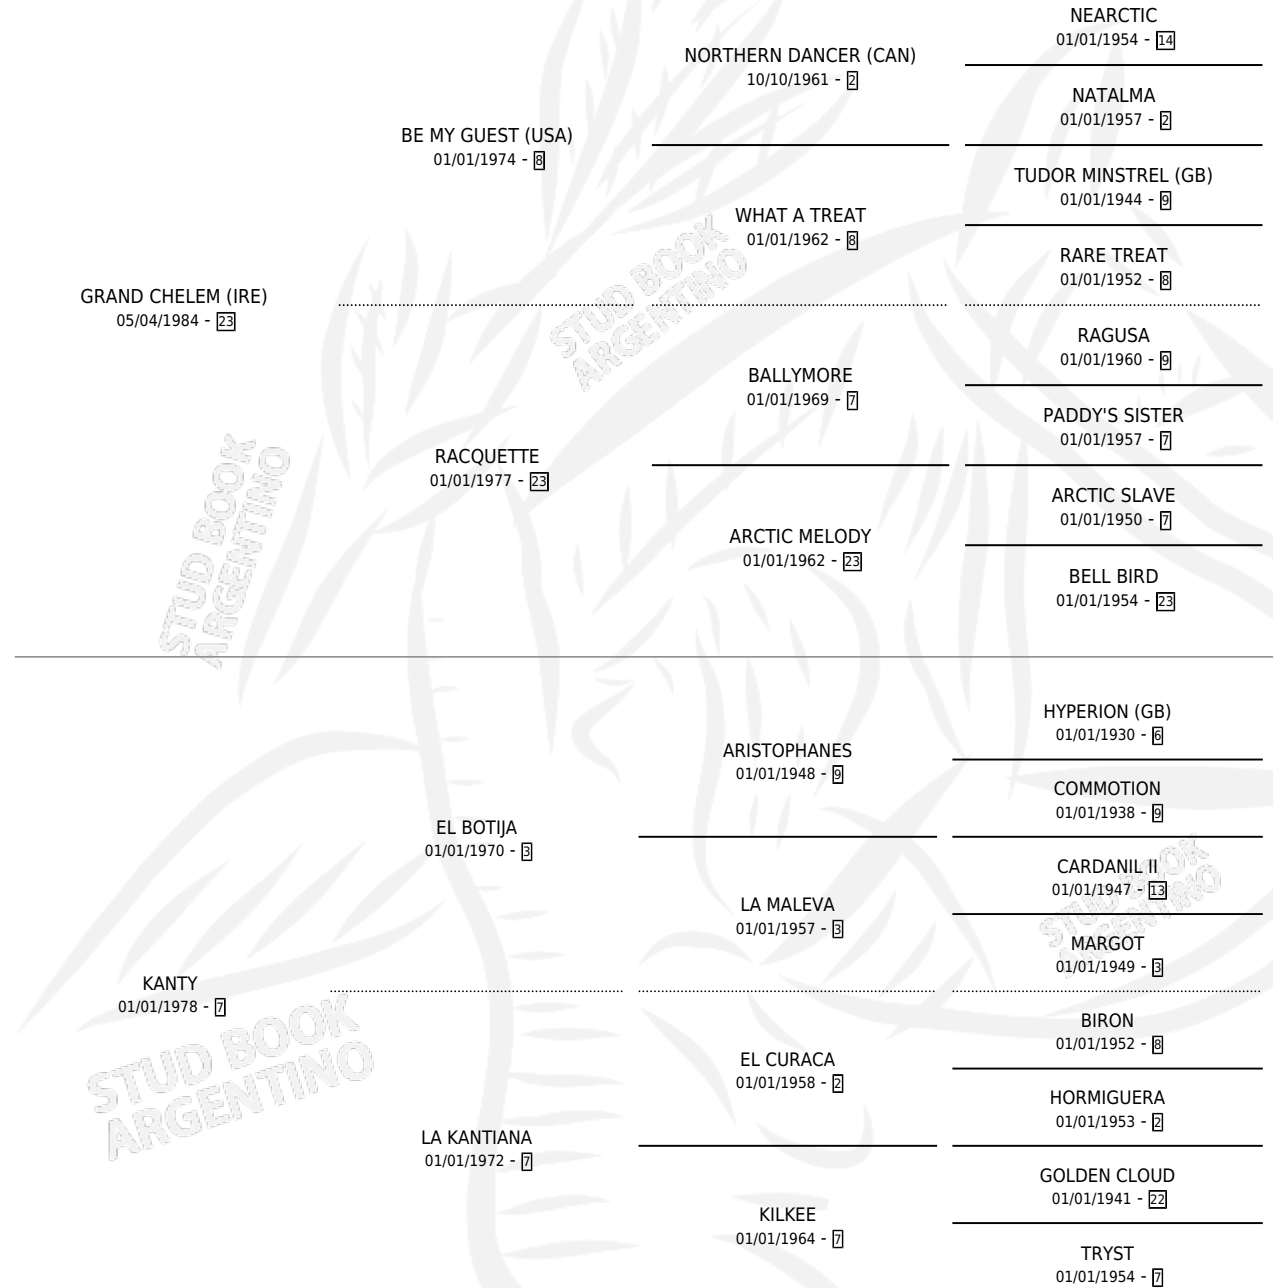 NEARCTIC
01/01/1954 - 14
NORTHERN DANCER (CAN)
10/10/1961 - 2
NATALMA
01/01/1957 - 2
BE MY GUEST (USA)
01/01/1974 - 8
TUDOR MINSTREL (GB)
01/01/1944 - 9
WHAT A TREAT
01/01/1962 - 8
RARE TREAT
01/01/1952 - 8
GRAND CHELEM (IRE)
05/04/1984 - 23
STUD BOOK
ARGENTINO
RAGUSA
01/01/1960 - 9
BALLYMORE
01/01/1969 - 7
PADDY'S SISTER
01/01/1957 - 7
RACQUETTE
01/01/1977 - 23
ARCTIC SLAVE
01/01/1950 - 7
ARCTIC MELODY
01/01/1962 - 23
BELL BIRD
01/01/1954 - 23
STUD BOOK
ARGENTINO
HYPERION (GB)
01/01/1930 - 6
ARISTOPHANES
01/01/1948 - 9
COMMOTION
01/01/1938 - 9
EL BOTIJA
01/01/1970 - 3
CARDANIL II
01/01/1947 - 13
LA MALEVA
01/01/1957 - 3
MARGOT
01/01/1949 - 3
STUD BOOK
ARGENTINO
KANTY
01/01/1978 - 7
BIRON
01/01/1952 - 8
EL CURACA
01/01/1958 - 2
HORMIGUERA
01/01/1953 - 2
STUD BOOK
ARGENTINO
LA KANTIANA
01/01/1972 - 7
GOLDEN CLOUD
01/01/1941 - 22
KILKEE
01/01/1964 - 7
TRYST
01/01/1954 - 7